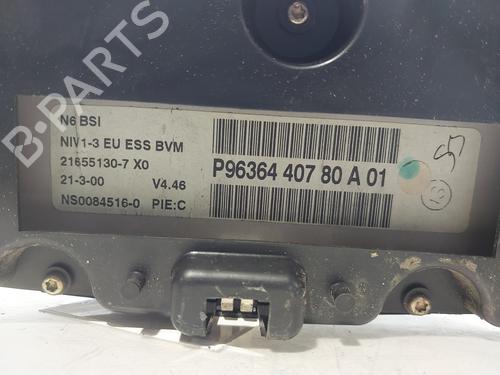 B-PARTS
N6 BSI
NIV1-3 EU ESS BVM
21655130-7 X0
21-3-00 V4.46
NS0084516-0 PIE:C
P96364 407 80 A 01